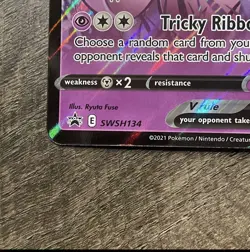 Tricky Ribbo
Choose a random card from you
opponent reveals that card and shu
weakness ×2 resistance
V rule
your opponent take
Illus. Ryuta Fuse
E SWSH134
©2021 Pokémon / Nintendo / Creatur